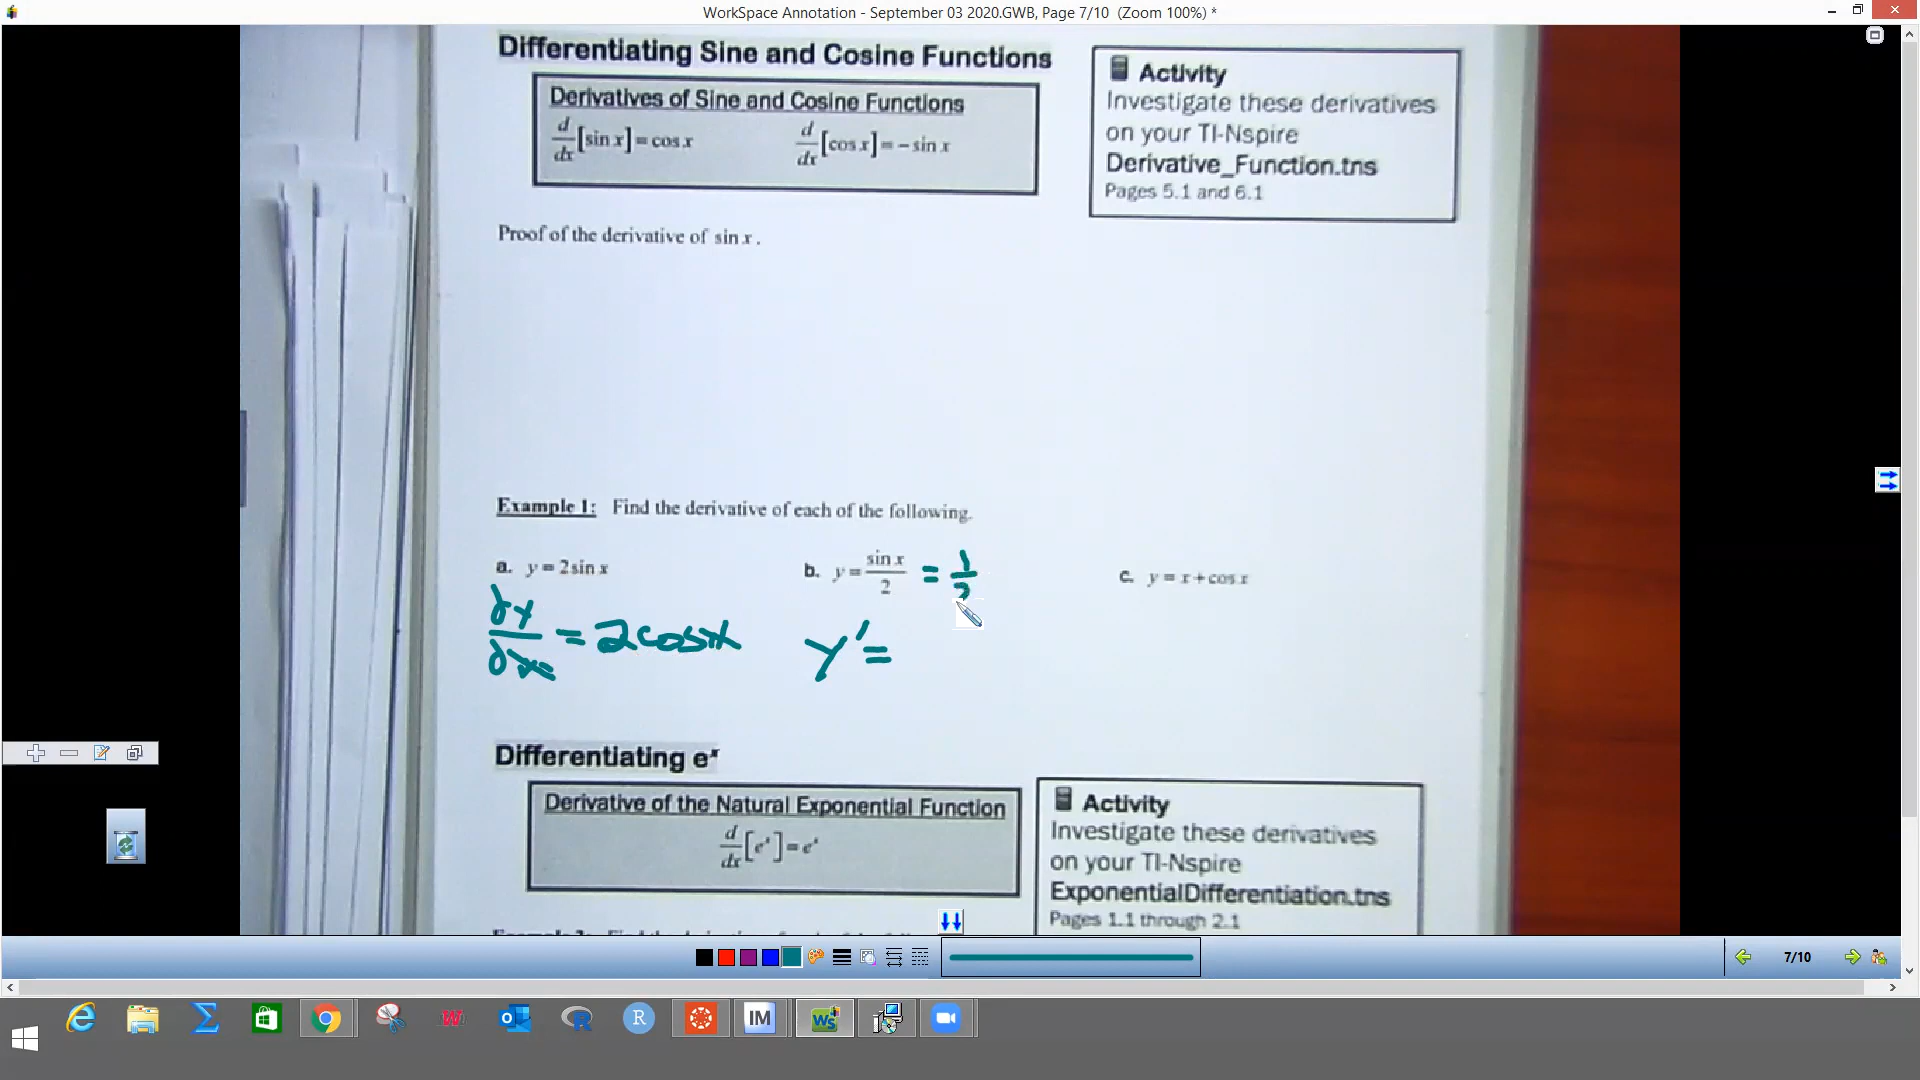 WorkSpace Annotation - September 03 2020.GWB, Page 7/10 (Zoom 100%) *
Differentiating Sine and Cosine Functions
Derivatives of Sine and Cosine Functions
d/dx [sin x] = cos x    d/dx [cos x] = − sin x
Activity
Investigate these derivatives
on your TI-Nspire
Derivative_Function.tns
Pages 5.1 and 6.1
Proof of the derivative of sin x .
Example 1: Find the derivative of each of the following.
a. y = 2 sin x
b. y = sin x / 2 = 1/2
c. y = x + cos x
dy/dx = 2cosx
y' =
Differentiating eˣ
Derivative of the Natural Exponential Function
d/dx [eˣ] = eˣ
Activity
Investigate these derivatives
on your TI-Nspire
ExponentialDifferentiation.tns
Pages 1.1 through 2.1
7/10
W
R
R
IM
WS